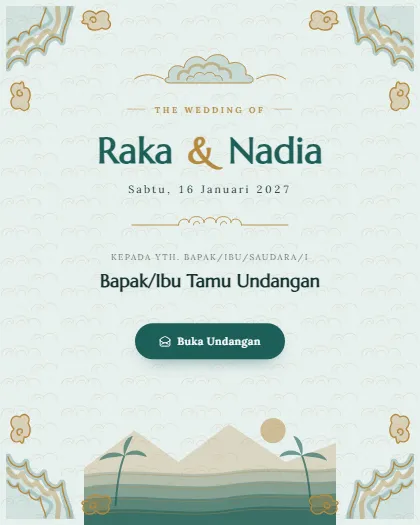 THE WEDDING OF
Raka & Nadia
Sabtu, 16 Januari 2027
KEPADA YTH. BAPAK/IBU/SAUDARA/I
Bapak/Ibu Tamu Undangan
Buka Undangan